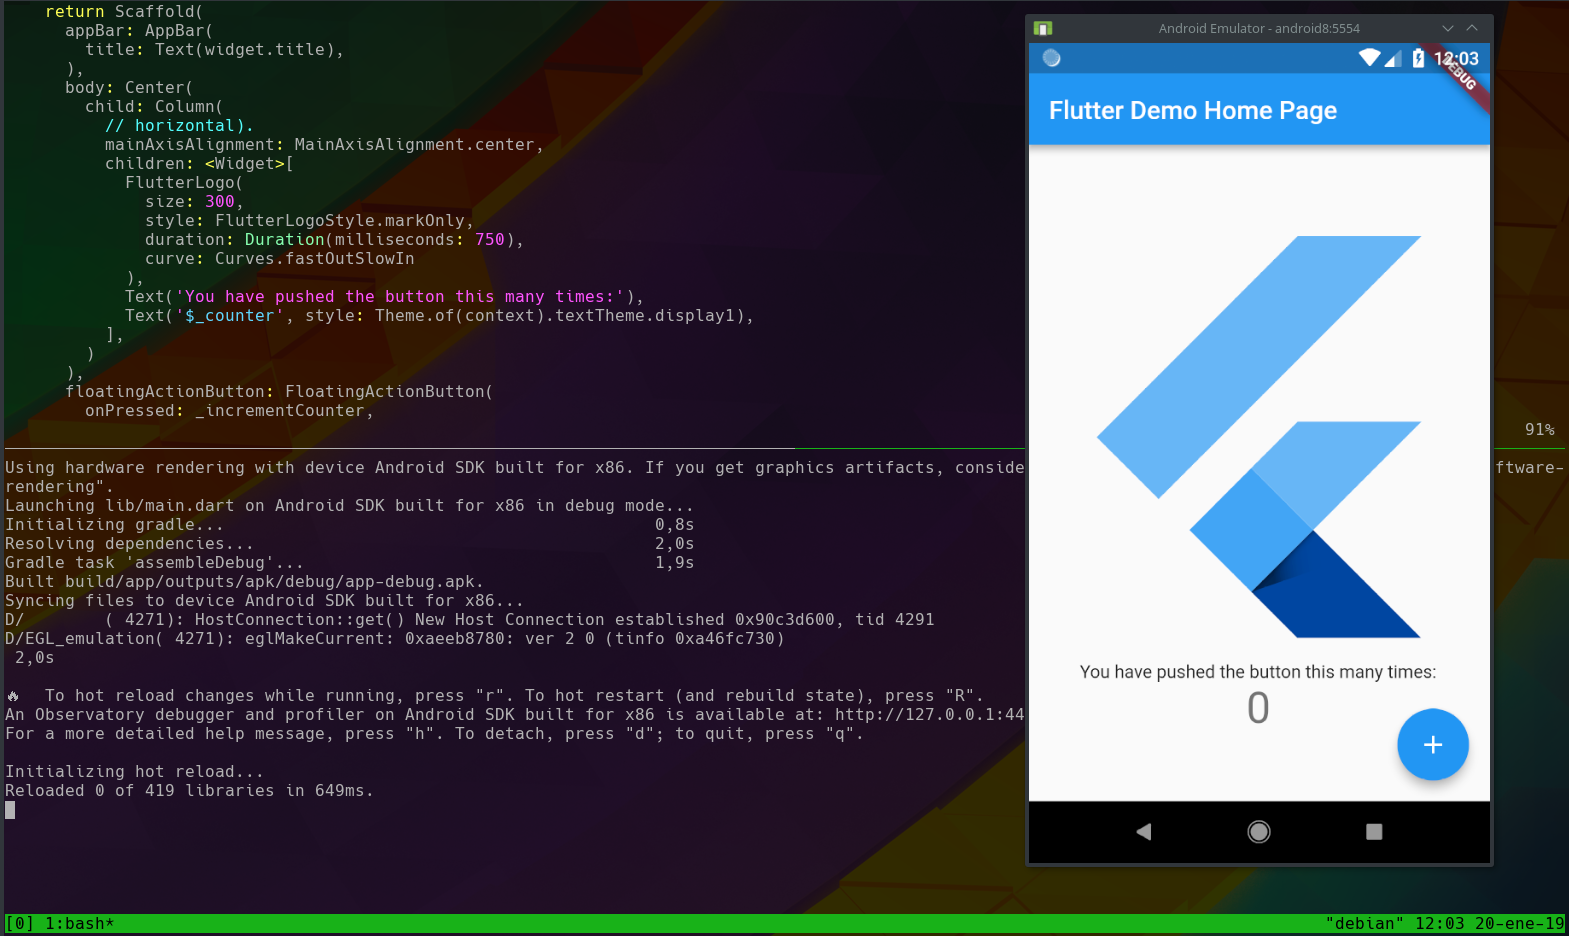 return Scaffold(
appBar: AppBar(
title: Text(widget.title),
),
body: Center(
child: Column(
// horizontal).
mainAxisAlignment: MainAxisAlignment.center,
children: <Widget>[
FlutterLogo(
size: 300,
style: FlutterLogoStyle.markOnly,
duration: Duration(milliseconds: 750),
curve: Curves.fastOutSlowIn
),
Text('You have pushed the button this many times:'),
Text('$_counter', style: Theme.of(context).textTheme.display1),
],
)
),
floatingActionButton: FloatingActionButton(
onPressed: _incrementCounter,
91%
Using hardware rendering with device Android SDK built for x86. If you get graphics artifacts, conside
ftware-
rendering".
Launching lib/main.dart on Android SDK built for x86 in debug mode...
Initializing gradle... 0,8s
Resolving dependencies... 2,0s
Gradle task 'assembleDebug'... 1,9s
Built build/app/outputs/apk/debug/app-debug.apk.
Syncing files to device Android SDK built for x86...
D/ ( 4271): HostConnection::get() New Host Connection established 0x90c3d600, tid 4291
D/EGL_emulation( 4271): eglMakeCurrent: 0xaeeb8780: ver 2 0 (tinfo 0xa46fc730)
2,0s
🔥 To hot reload changes while running, press "r". To hot restart (and rebuild state), press "R".
An Observatory debugger and profiler on Android SDK built for x86 is available at: http://127.0.0.1:44
For a more detailed help message, press "h". To detach, press "d"; to quit, press "q".
Initializing hot reload...
Reloaded 0 of 419 libraries in 649ms.
[0] 1:bash*
"debian" 12:03 20-ene-19
Android Emulator - android8:5554
12:03
DEBUG
Flutter Demo Home Page
You have pushed the button this many times:
0
+